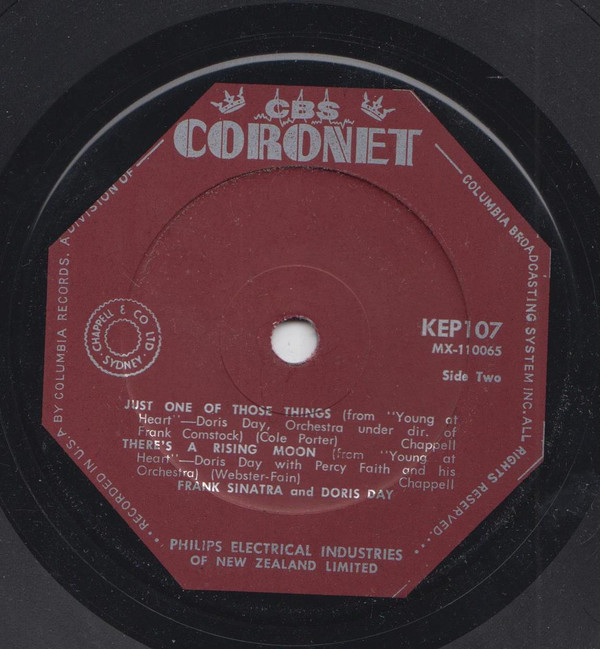 CBS
CORONET
RECORDED IN U.S.A BY COLUMBIA RECORDS. A DIVISION OF
COLUMBIA BROADCASTING SYSTEM INC. ALL RIGHTS RESERVED...
CHAPPELL & CO LTD.
SYDNEY
KEP107
MX-110065
Side Two
JUST ONE OF THOSE THINGS (from "Young at
Heart"—Doris Day, Orchestra under dir. of
Frank Comstock) (Cole Porter) Chappell
THERE'S A RISING MOON (from "Young at
Heart"—Doris Day with Percy Faith and his
Orchestra) (Webster-Fain) Chappell
FRANK SINATRA and DORIS DAY
PHILIPS ELECTRICAL INDUSTRIES
OF NEW ZEALAND LIMITED